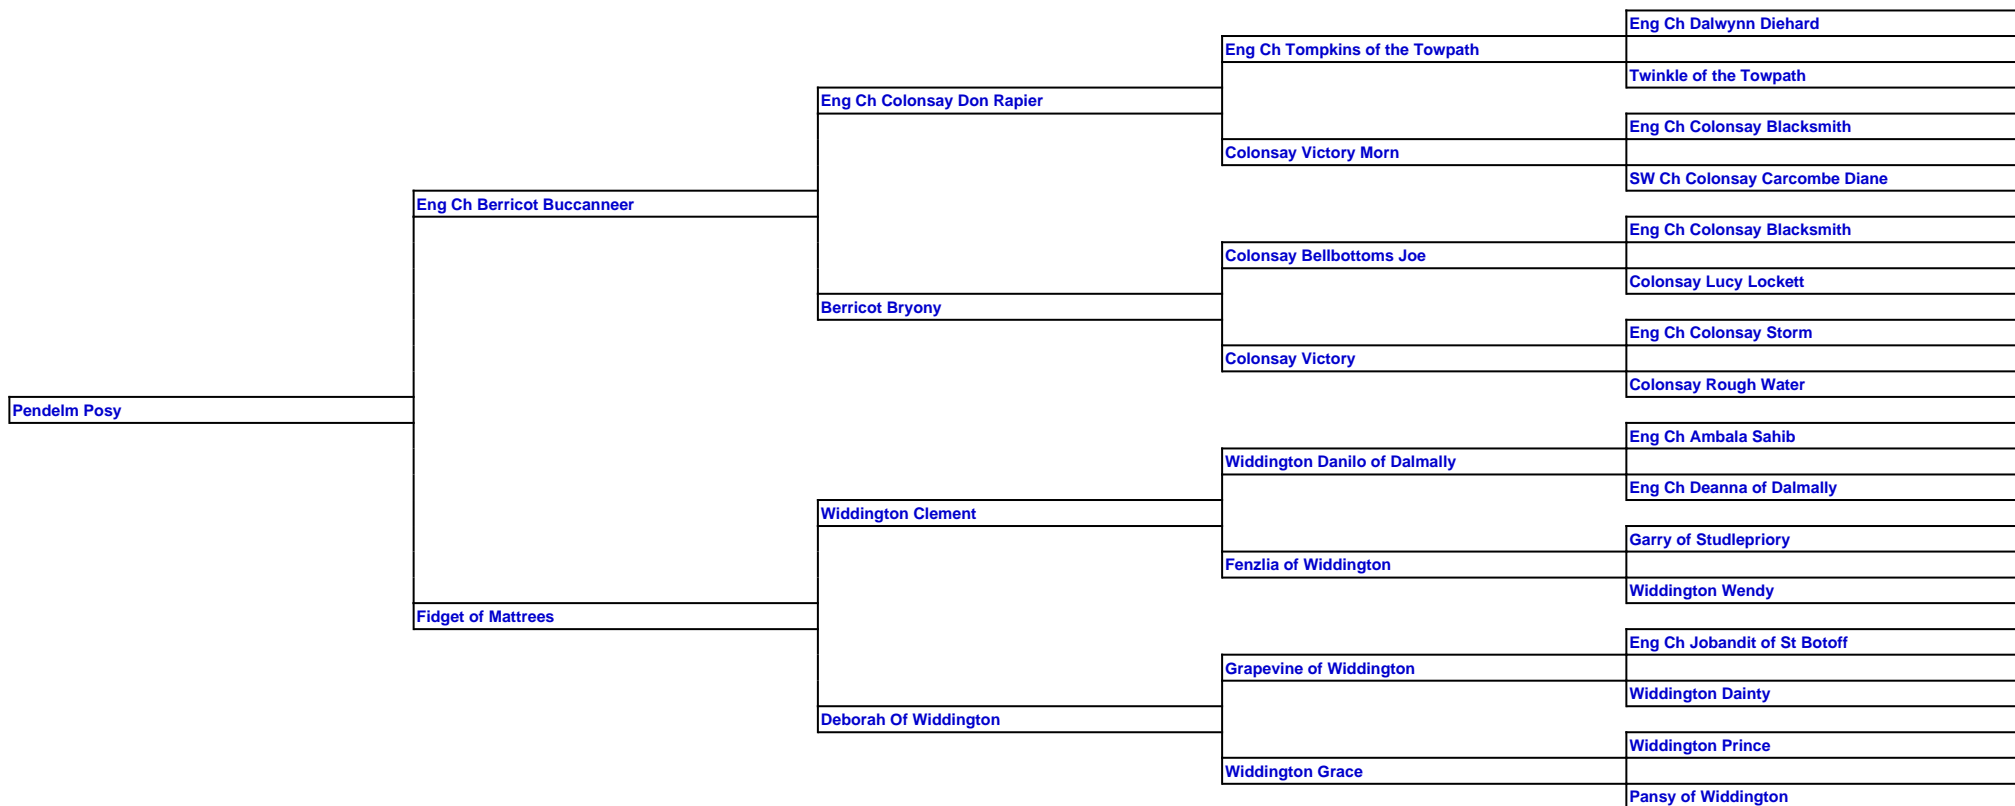 Eng Ch Dalwynn Diehard
Eng Ch Tompkins of the Towpath
Twinkle of the Towpath
Eng Ch Colonsay Don Rapier
Eng Ch Colonsay Blacksmith
Colonsay Victory Morn
SW Ch Colonsay Carcombe Diane
Eng Ch Berricot Buccanneer
Eng Ch Colonsay Blacksmith
Colonsay Bellbottoms Joe
Colonsay Lucy Lockett
Berricot Bryony
Eng Ch Colonsay Storm
Colonsay Victory
Colonsay Rough Water
Pendelm Posy
Eng Ch Ambala Sahib
Widdington Danilo of Dalmally
Eng Ch Deanna of Dalmally
Widdington Clement
Garry of Studlepriory
Fenzlia of Widdington
Widdington Wendy
Fidget of Mattrees
Eng Ch Jobandit of St Botoff
Grapevine of Widdington
Widdington Dainty
Deborah Of Widdington
Widdington Prince
Widdington Grace
Pansy of Widdington